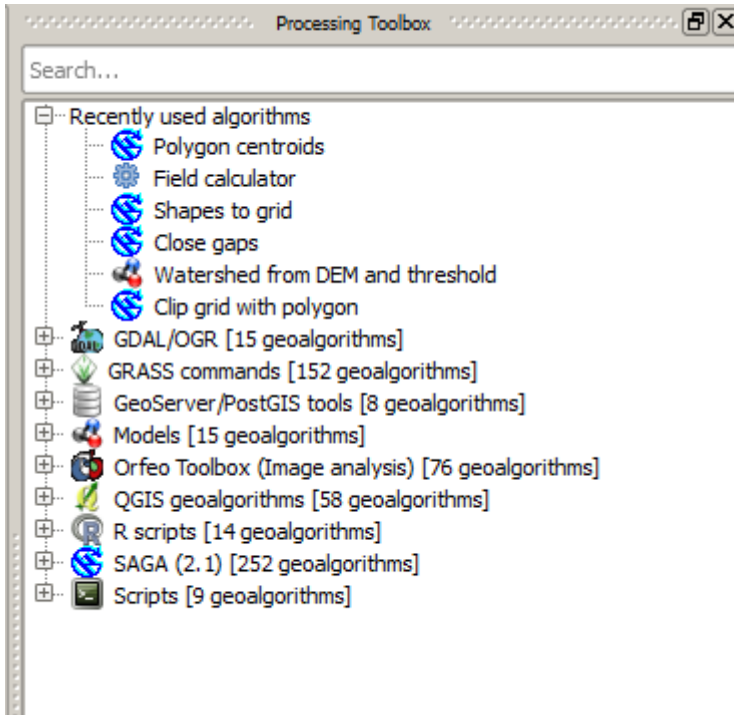 Processing Toolbox
Search...
Recently used algorithms
Polygon centroids
Field calculator
Shapes to grid
Close gaps
Watershed from DEM and threshold
Clip grid with polygon
GDAL/OGR [15 geoalgorithms]
GRASS commands [152 geoalgorithms]
GeoServer/PostGIS tools [8 geoalgorithms]
Models [15 geoalgorithms]
Orfeo Toolbox (Image analysis) [76 geoalgorithms]
QGIS geoalgorithms [58 geoalgorithms]
R scripts [14 geoalgorithms]
SAGA (2.1) [252 geoalgorithms]
Scripts [9 geoalgorithms]